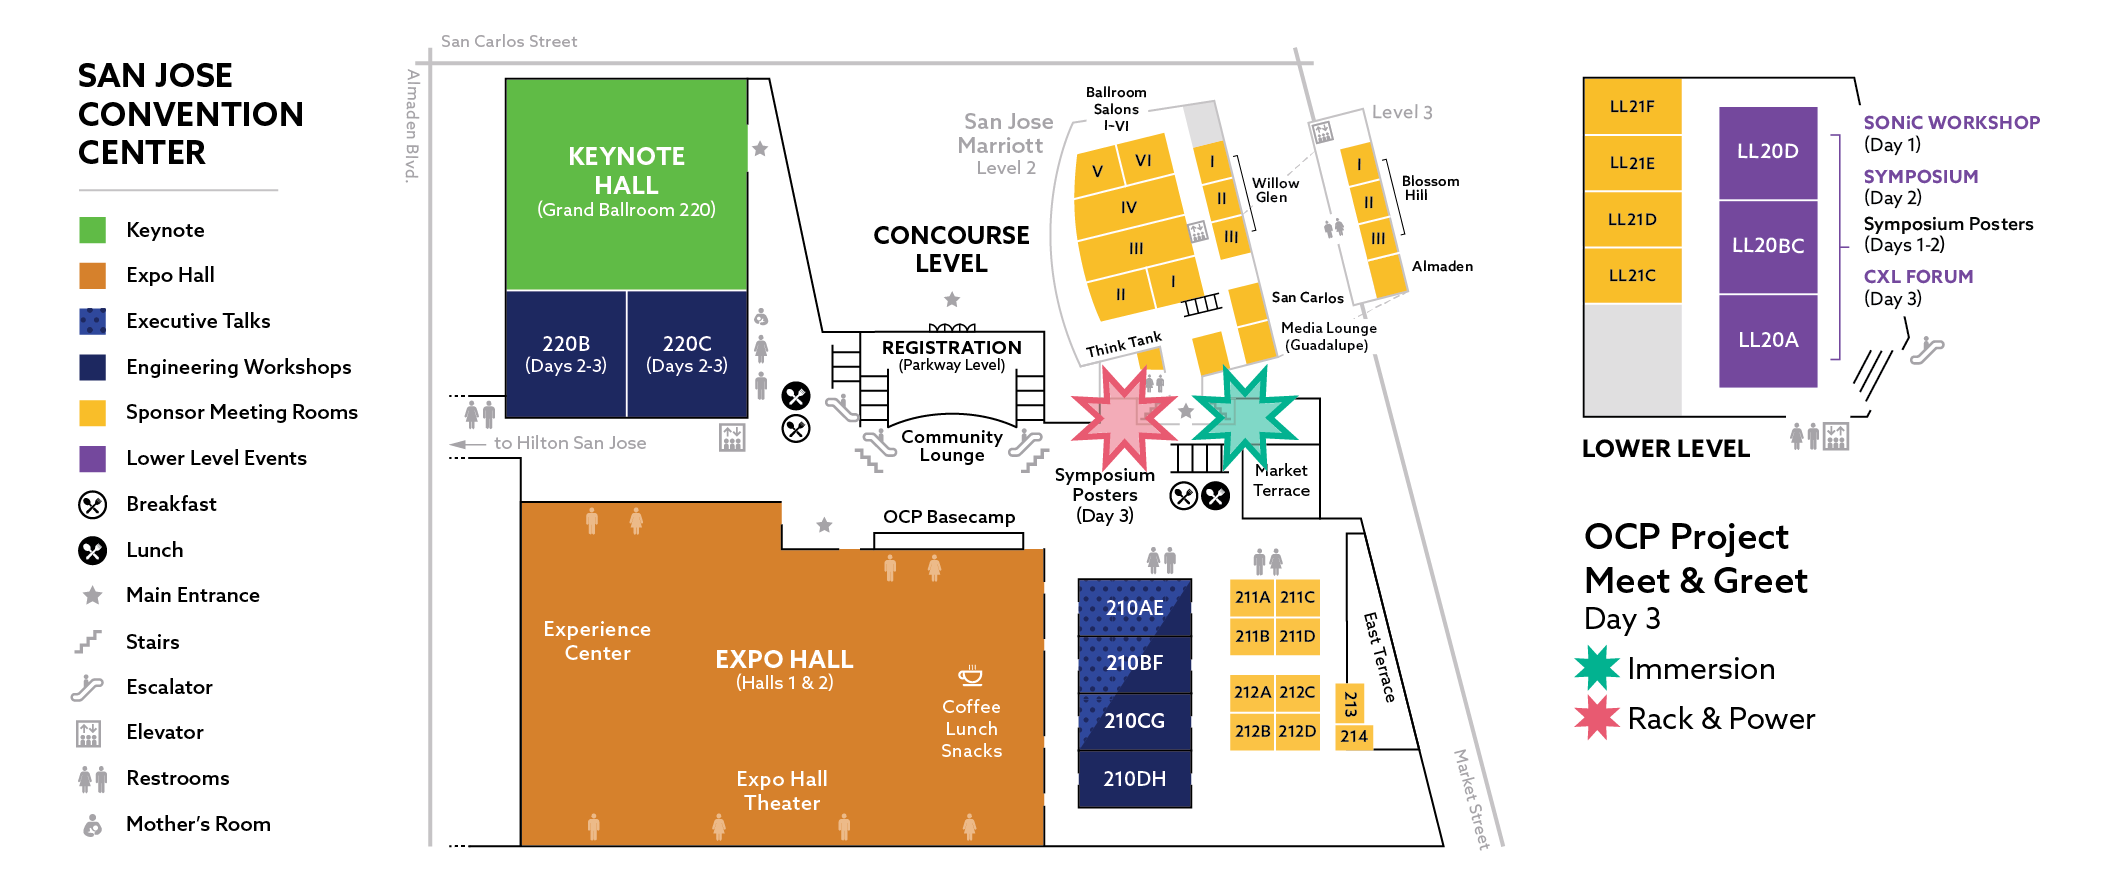 SAN JOSE
CONVENTION
CENTER
Keynote
Expo Hall
Executive Talks
Engineering Workshops
Sponsor Meeting Rooms
Lower Level Events
Breakfast
Lunch
Main Entrance
Stairs
Escalator
Elevator
Restrooms
Mother's Room
San Carlos Street
Almaden Blvd.
KEYNOTE
HALL
(Grand Ballroom 220)
220B
(Days 2-3)
220C
(Days 2-3)
to Hilton San Jose
CONCOURSE
LEVEL
REGISTRATION
(Parkway Level)
Community
Lounge
OCP Basecamp
San Jose
Marriott
Level 2
Ballroom
Salons
I-VI
V
VI
IV
III
II
I
I
II
III
Willow
Glen
Level 3
I
II
III
Blossom
Hill
Almaden
San Carlos
Media Lounge
(Guadalupe)
Think Tank
Symposium
Posters
(Day 3)
Market
Terrace
Experience
Center
EXPO HALL
(Halls 1 & 2)
Coffee
Lunch
Snacks
Expo Hall
Theater
210AE
210BF
210CG
210DH
211A
211C
211B
211D
212A
212C
212B
212D
213
214
East Terrace
Market Street
LL21F
LL21E
LL21D
LL21C
LL20D
LL20BC
LL20A
SONiC WORKSHOP
(Day 1)
SYMPOSIUM
(Day 2)
Symposium Posters
(Days 1-2)
CXL FORUM
(Day 3)
LOWER LEVEL
OCP Project
Meet & Greet
Day 3
Immersion
Rack & Power